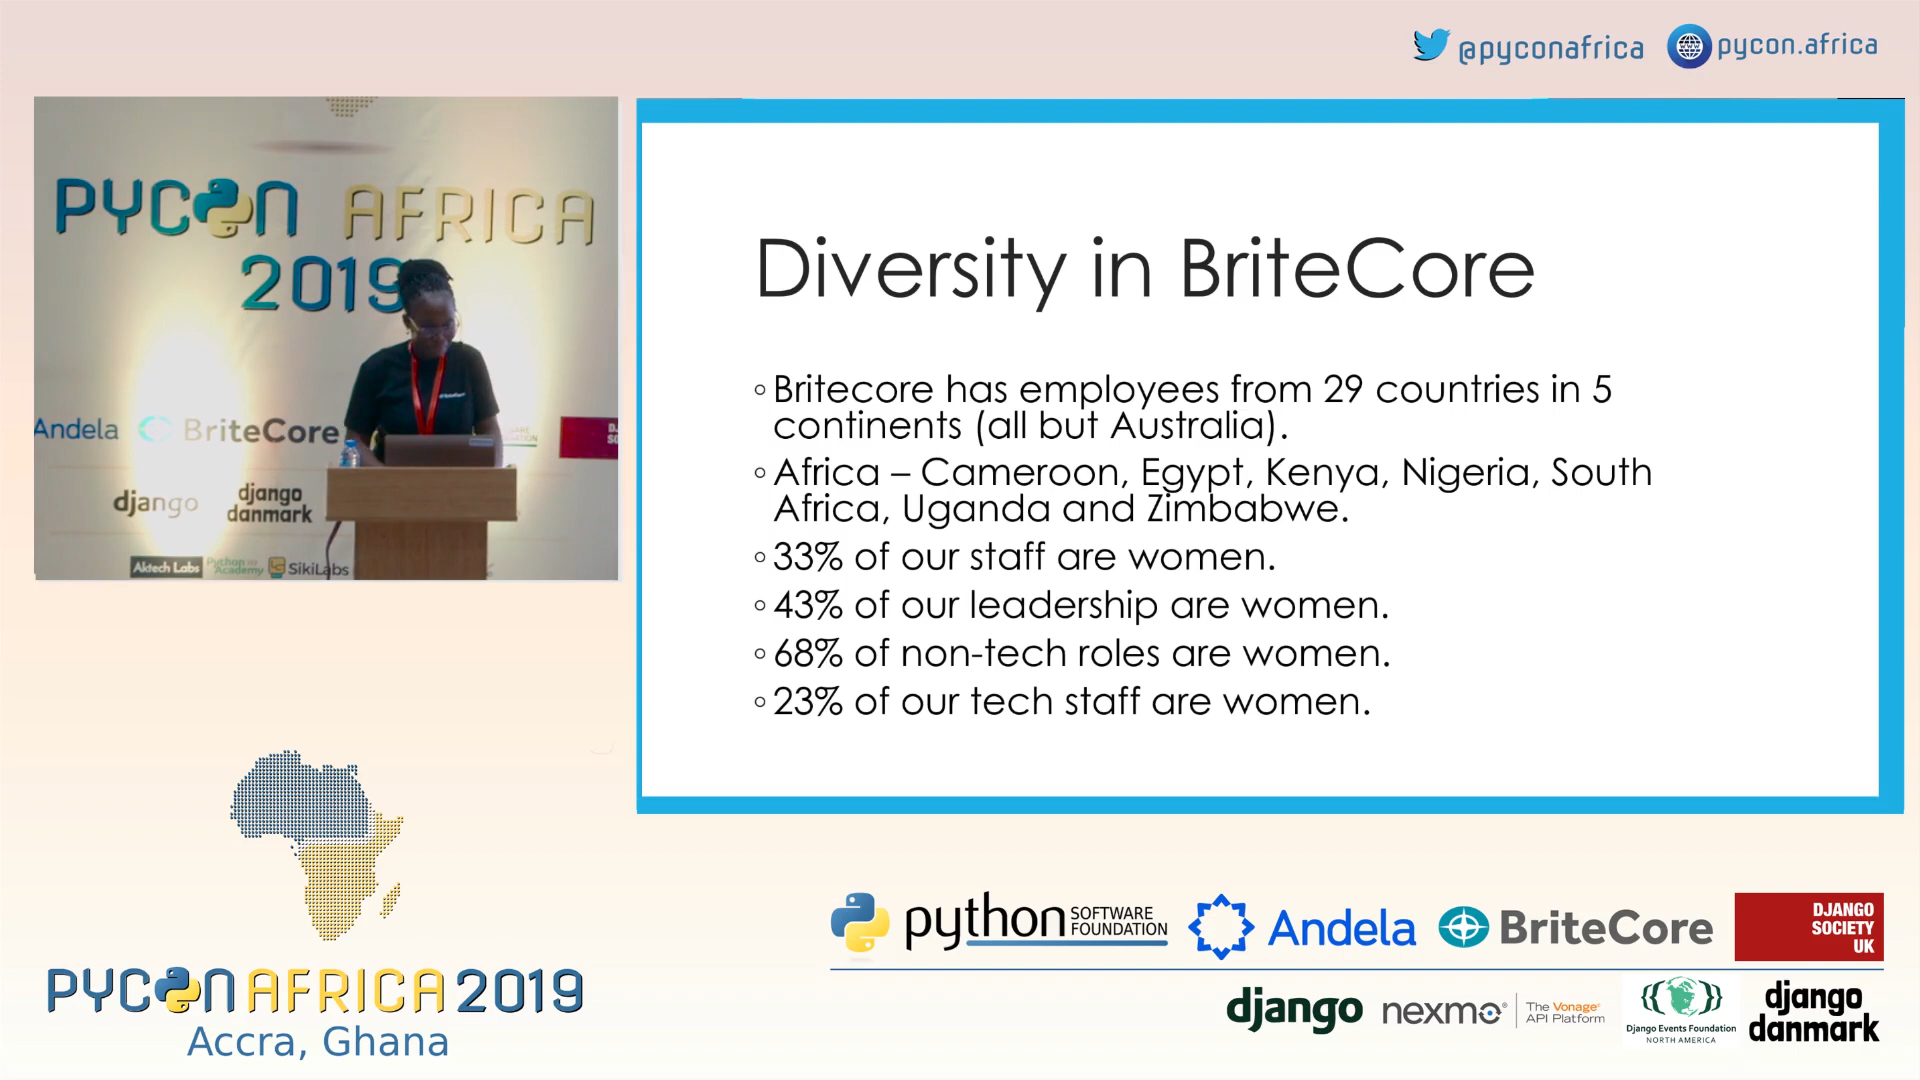 @pyconafrica pycon.africa
PYCON AFRICA
2019
Andela BriteCore
django
django
danmark
Aktech Labs
Python
Academy
SikiLabs
Diversity in BriteCore
◦Britecore has employees from 29 countries in 5
continents (all but Australia).
◦Africa – Cameroon, Egypt, Kenya, Nigeria, South
Africa, Uganda and Zimbabwe.
◦33% of our staff are women.
◦43% of our leadership are women.
◦68% of non-tech roles are women.
◦23% of our tech staff are women.
PYCON AFRICA 2019
Accra, Ghana
python SOFTWARE
FOUNDATION
Andela
BriteCore
DJANGO
SOCIETY
UK
django
nexmo
The Vonage
API Platform
Django Events Foundation
NORTH AMERICA
django
danmark